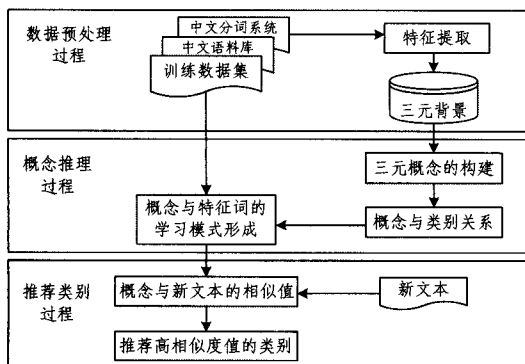 数据预处理
过程
中文分词系统
中文语料库
训练数据集
特征提取
三元背景
概念推理
过程
三元概念的构建
概念与特征词的
学习模式形成
概念与类别关系
推荐类别
过程
概念与新文本的相似值
新文本
推荐高相似度值的类别